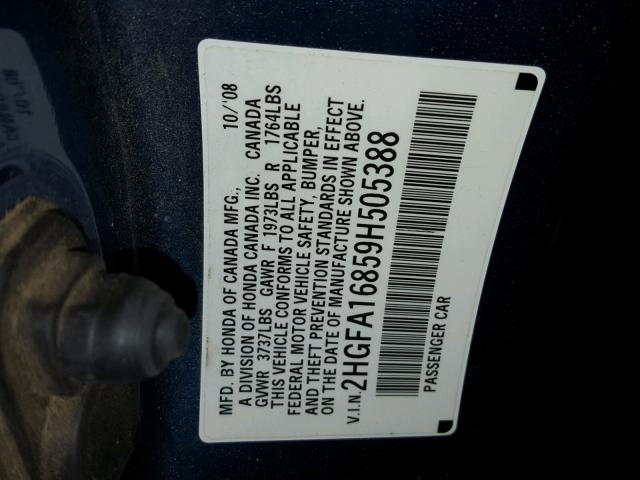 MFD. BY HONDA OF CANADA MFG., 10/'08
A DIVISION OF HONDA CANADA INC. CANADA
GVWR 3737LBS GAWR F 1973LBS R 1764LBS
THIS VEHICLE CONFORMS TO ALL APPLICABLE
FEDERAL MOTOR VEHICLE SAFETY, BUMPER,
AND THEFT PREVENTION STANDARDS IN EFFECT
ON THE DATE OF MANUFACTURE SHOWN ABOVE.
V.I.N. 2HGFA16859H505388
PASSENGER CAR